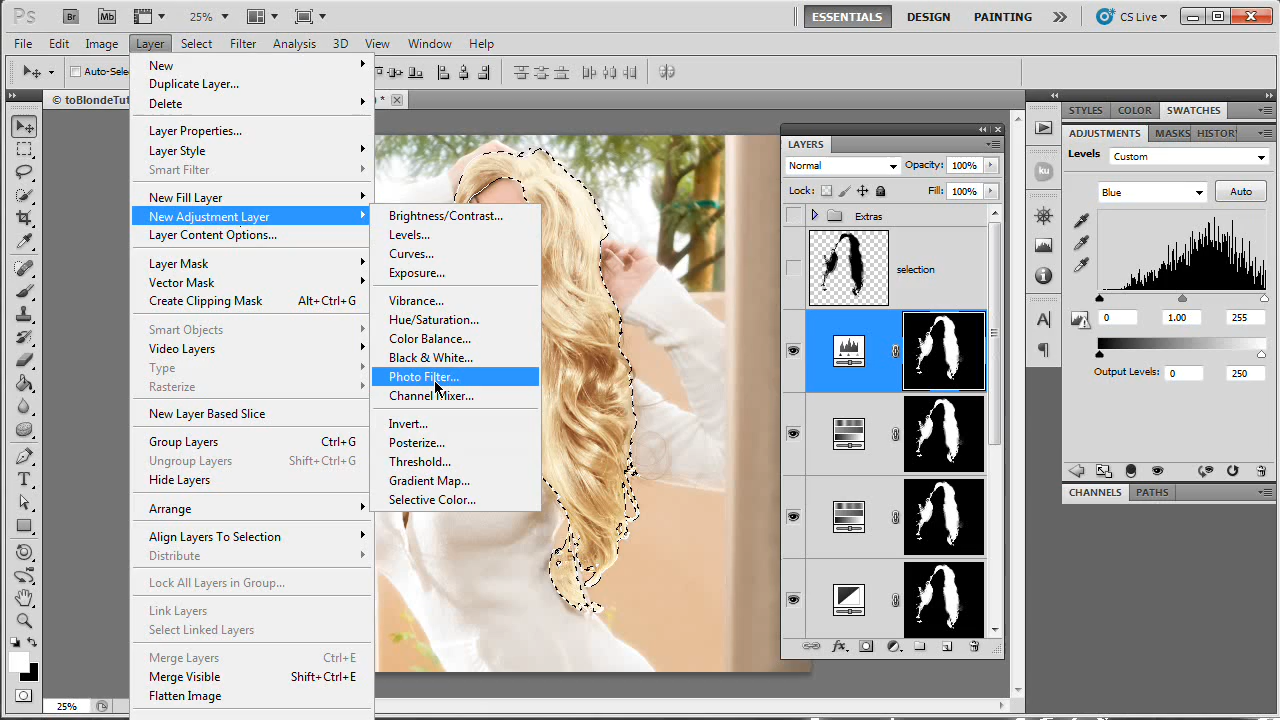 Ps Br Mb 25% ESSENTIALS DESIGN PAINTING CS Live
File Edit Image Layer Select Filter Analysis 3D View Window Help
Auto-Sele
© toBlondeTut * 
New
Duplicate Layer...
Delete
Layer Properties...
Layer Style
Smart Filter
New Fill Layer
New Adjustment Layer
Layer Content Options...
Layer Mask
Vector Mask
Create Clipping Mask Alt+Ctrl+G
Smart Objects
Video Layers
Type
Rasterize
New Layer Based Slice
Group Layers Ctrl+G
Ungroup Layers Shift+Ctrl+G
Hide Layers
Arrange
Align Layers To Selection
Distribute
Lock All Layers in Group...
Link Layers
Select Linked Layers
Merge Layers Ctrl+E
Merge Visible Shift+Ctrl+E
Flatten Image
Brightness/Contrast...
Levels...
Curves...
Exposure...
Vibrance...
Hue/Saturation...
Color Balance...
Black & White...
Photo Filter...
Channel Mixer...
Invert...
Posterize...
Threshold...
Gradient Map...
Selective Color...
LAYERS
Normal Opacity: 100%
Lock: Fill: 100%
Extras
selection
fx
STYLES COLOR SWATCHES
ADJUSTMENTS MASKS HISTOR
Levels Custom
Blue Auto
0 1.00 255
Output Levels: 0 250
CHANNELS PATHS
ku
A
T
25%